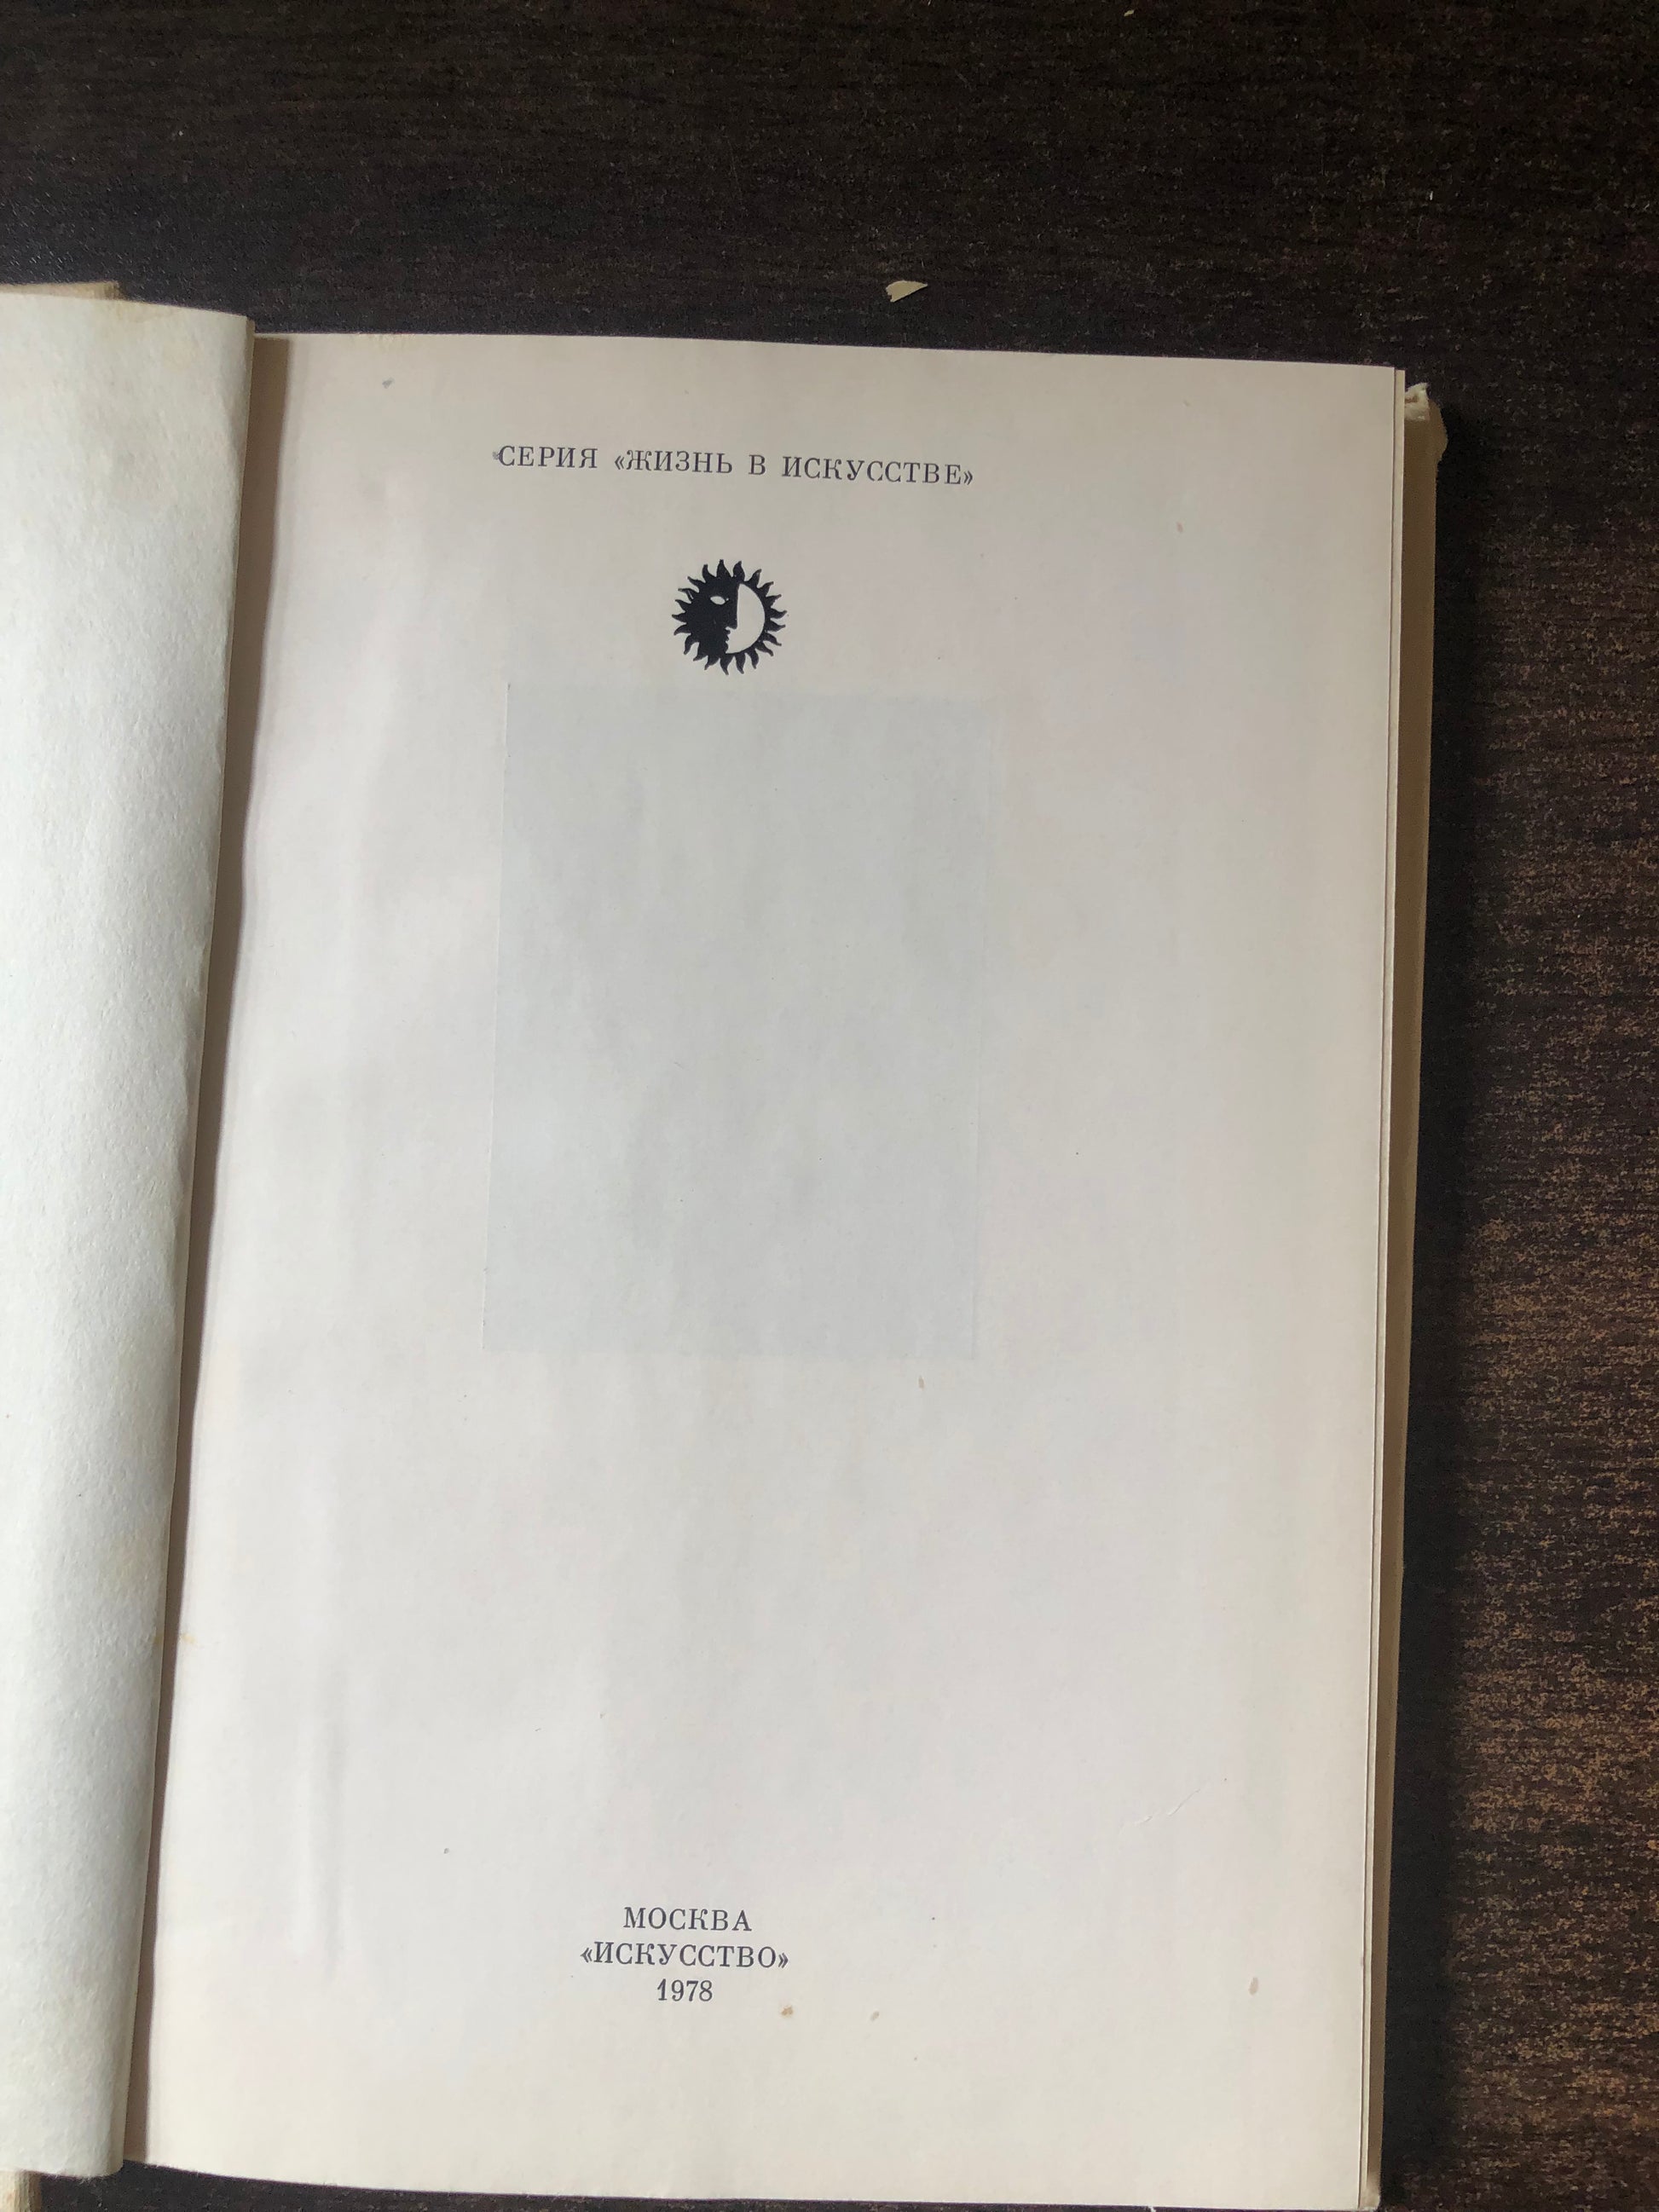 СЕРИЯ «ЖИЗНЬ В ИСКУССТВЕ»
МОСКВА
«ИСКУССТВО»
1978